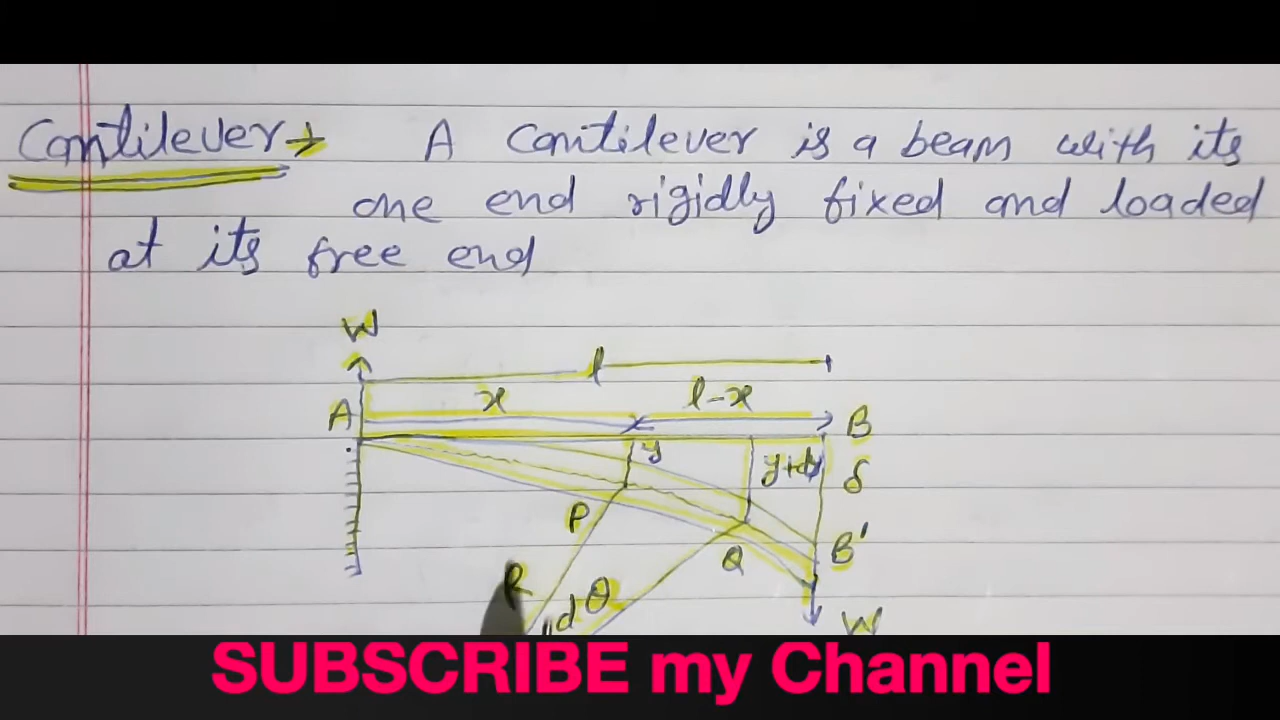 Cantilever → A Cantilever is a beam with its
one end rigidly fixed and loaded
at its free end
W
l
x l-x
A B
y y+dy δ
P
Q B'
R
dθ W
SUBSCRIBE my Channel